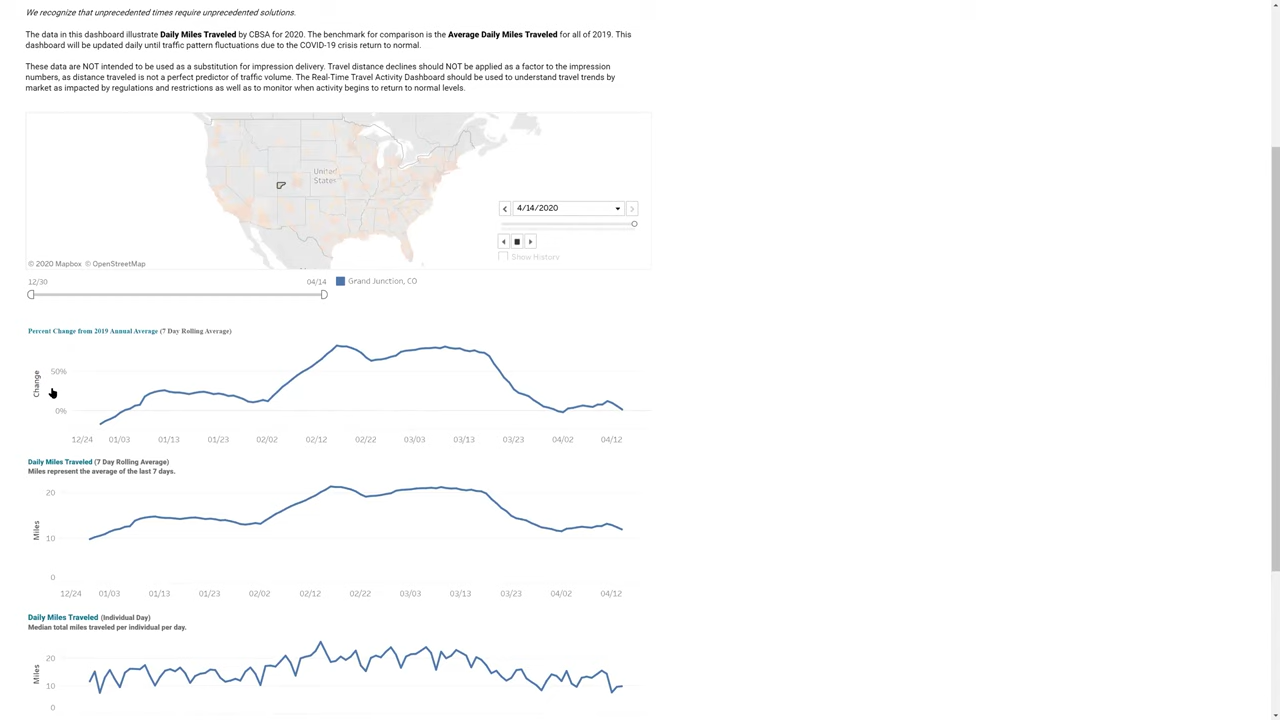 We recognize that unprecedented times require unprecedented solutions.
The data in this dashboard illustrate Daily Miles Traveled by CBSA for 2020. The benchmark for comparison is the Average Daily Miles Traveled for all of 2019. This
dashboard will be updated daily until traffic pattern fluctuations due to the COVID-19 crisis return to normal.
These data are NOT intended to be used as a substitution for impression delivery. Travel distance declines should NOT be applied as a factor to the impression
numbers, as distance traveled is not a perfect predictor of traffic volume. The Real-Time Travel Activity Dashboard should be used to understand travel trends by
market as impacted by regulations and restrictions as well as to monitor when activity begins to return to normal levels.
United
States
4/14/2020
Show History
© 2020 Mapbox © OpenStreetMap
12/30 04/14
Grand Junction, CO
Percent Change from 2019 Annual Average (7 Day Rolling Average)
Change
50%
0%
12/24 01/03 01/13 01/23 02/02 02/12 02/22 03/03 03/13 03/23 04/02 04/12
Daily Miles Traveled (7 Day Rolling Average)
Miles represent the average of the last 7 days.
Miles
20
10
0
12/24 01/03 01/13 01/23 02/02 02/12 02/22 03/03 03/13 03/23 04/02 04/12
Daily Miles Traveled (Individual Day)
Median total miles traveled per individual per day.
Miles
20
10
0